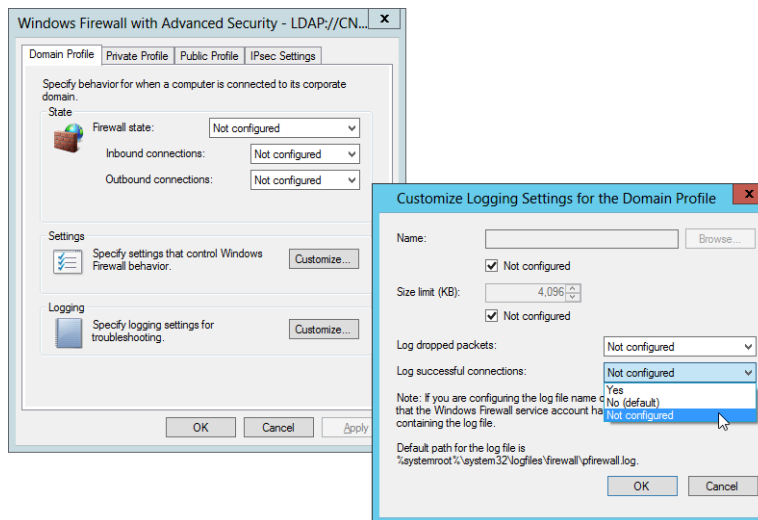 Windows Firewall with Advanced Security - LDAP://CN...
x
Domain Profile
Private Profile
Public Profile
IPsec Settings
Specify behavior for when a computer is connected to its corporate
domain.
State
Firewall state:
Not configured
Inbound connections:
Not configured
Outbound connections:
Not configured
Settings
Specify settings that control Windows
Firewall behavior.
Customize...
Logging
Specify logging settings for
troubleshooting.
Customize...
OK
Cancel
Apply
Customize Logging Settings for the Domain Profile
x
Name:
Browse...
Not configured
Size limit (KB):
4,096
Not configured
Log dropped packets:
Not configured
Log successful connections:
Not configured
Yes
No (default)
Not configured
Note: If you are configuring the log file name
that the Windows Firewall service account ha
containing the log file.
Default path for the log file is
%systemroot%\system32\logfiles\firewall\pfirewall.log.
OK
Cancel